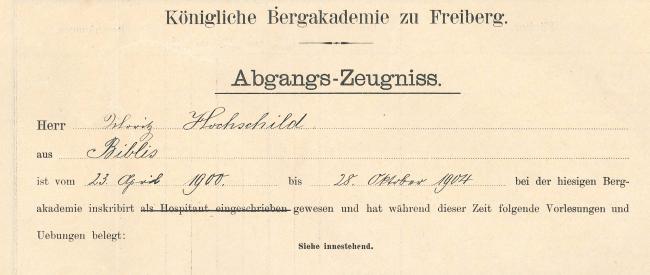 Königliche Bergakademie zu Freiberg.
Abgangs-Zeugniss.
Herr Moritz Hochschild
aus Biblis
ist vom 23. April 1900. bis 28. Oktober 1904 bei der hiesigen Berg-
akademie inskribirt als Hospitant eingeschrieben gewesen und hat während dieser Zeit folgende Vorlesungen und
Uebungen belegt:
Siehe innestehend.